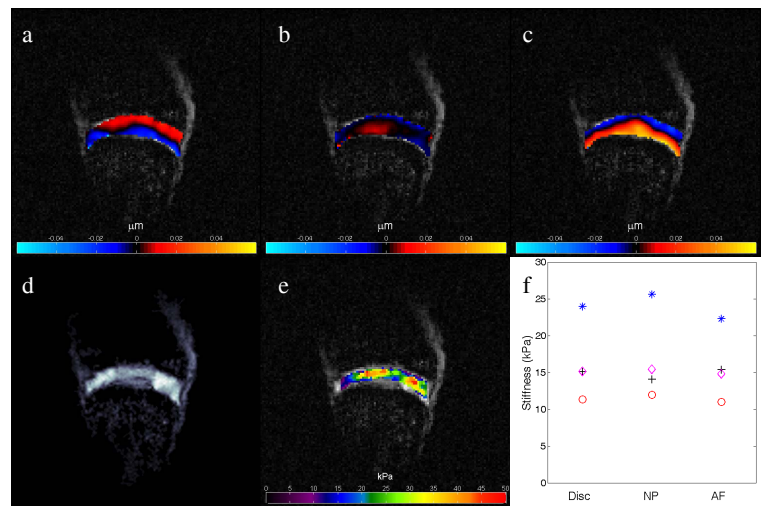 a
b
c
μm
-0.04 -0.02 0 0.02 0.04
μm
-0.04 -0.02 0 0.02 0.04
μm
-0.04 -0.02 0 0.02 0.04
d
e
f
kPa
0 5 10 15 20 25 30 35 40 45 50
Stiffness (kPa)
30
25
20
15
10
5
0
Disc NP AF